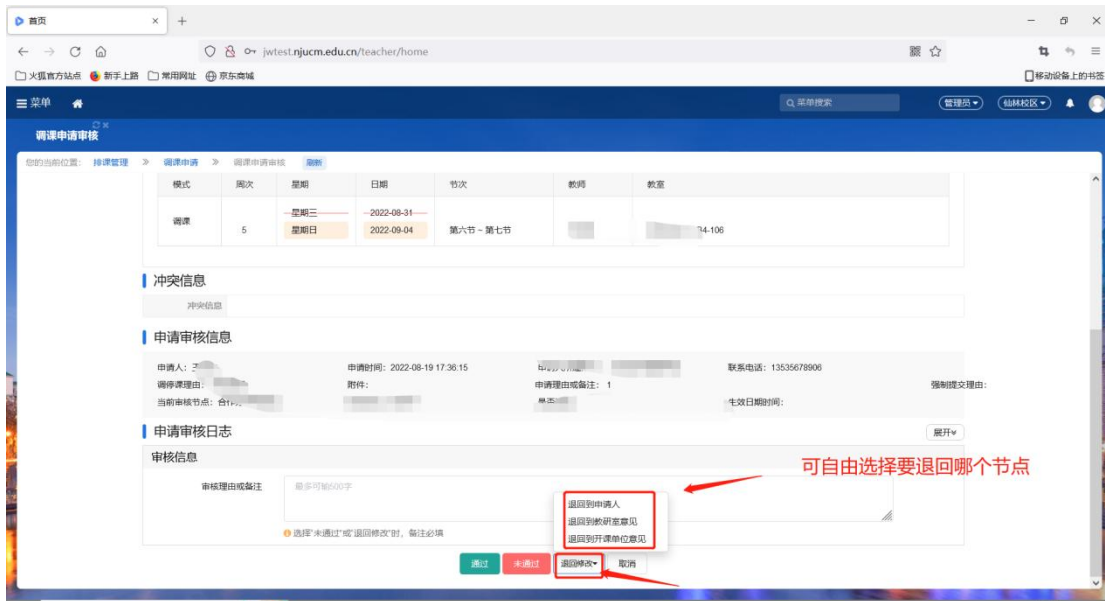 首页
jwtest.njucm.edu.cn/teacher/home
火狐官方站点 新手上路 常用网址 京东商城 移动设备上的书签
菜单 菜单搜索 管理员 仙林校区
调课申请审核
您的当前位置： 排课管理 » 调课申请 » 调课申请审核 刷新
模式 周次 星期 日期 节次 教师 教室
星期三 2022-08-31
调课 5 星期日 2022-09-04 第六节 ~ 第七节 4-106
冲突信息
冲突信息
申请审核信息
申请人： 申请时间：2022-08-19 17:36:15 联系电话：13535678906
调停课理由： 附件： 申请理由或备注：1 强制提交理由：
当前审核节点： 生效日期时间：
申请审核日志 展开
审核信息
可自由选择要退回哪个节点
审核理由或备注 最多可输500字
退回到申请人
退回到教研室意见
退回到开课单位意见
选择“未通过”或“退回修改”时，备注必填
通过 未通过 退回修改 取消